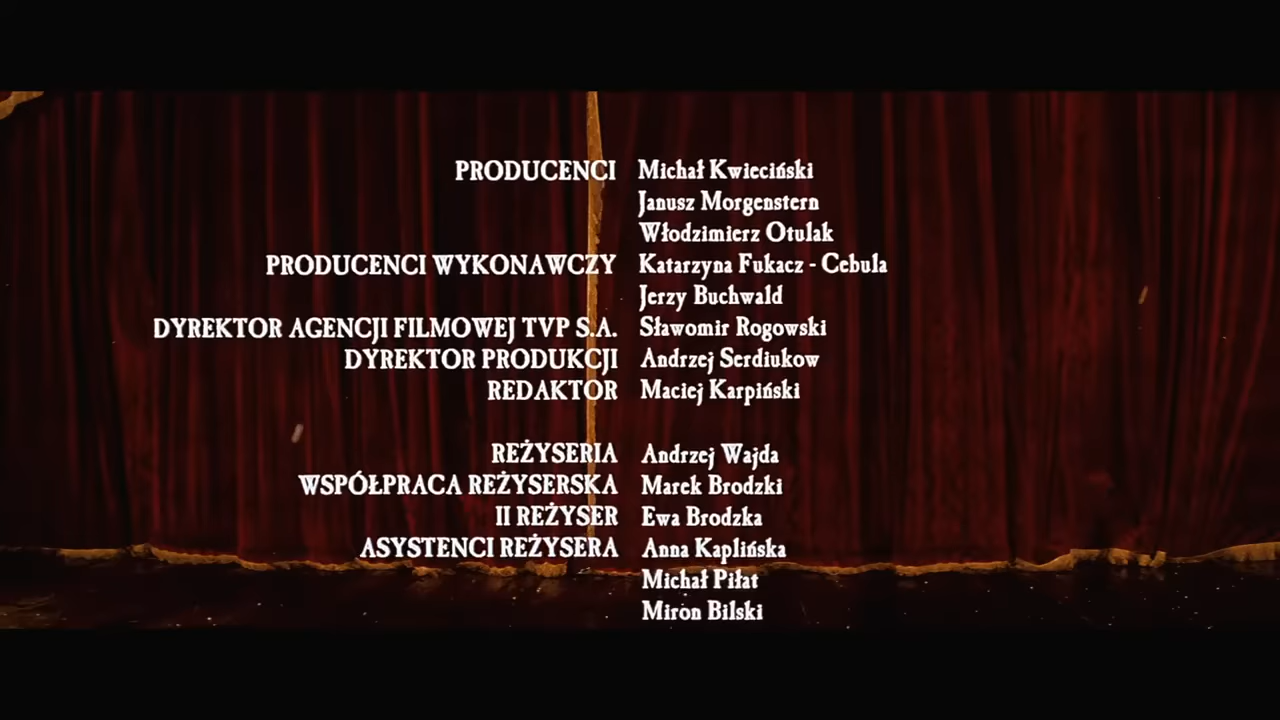 PRODUCENCI Michał Kwieciński
Janusz Morgenstern
Włodzimierz Otulak
PRODUCENCI WYKONAWCZY Katarzyna Fukacz - Cebula
Jerzy Buchwald
DYREKTOR AGENCJI FILMOWEJ TVP S.A. Sławomir Rogowski
DYREKTOR PRODUKCJI Andrzej Serdiukow
REDAKTOR Maciej Karpiński
REŻYSERIA Andrzej Wajda
WSPÓŁPRACA REŻYSERSKA Marek Brodzki
II REŻYSER Ewa Brodzka
ASYSTENCI REŻYSERA Anna Kaplińska
Michał Piłat
Miron Bilski